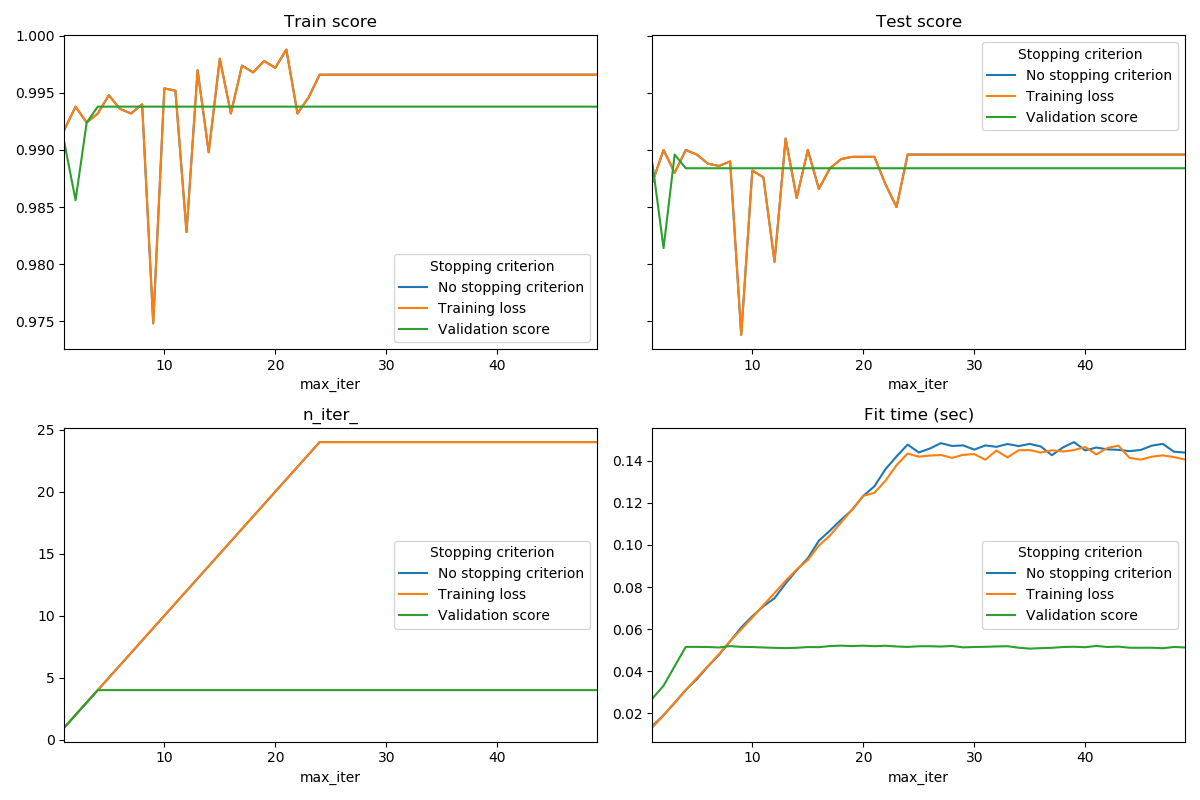 Train score
1.000
0.995
0.990
0.985
0.980
0.975
Stopping criterion
No stopping criterion
Training loss
Validation score
10
20
30
40
max_iter
Test score
Stopping criterion
No stopping criterion
Training loss
Validation score
10
20
30
40
max_iter
n_iter_
25
20
15
10
5
0
Stopping criterion
No stopping criterion
Training loss
Validation score
10
20
30
40
max_iter
Fit time (sec)
0.14
0.12
0.10
0.08
0.06
0.04
0.02
Stopping criterion
No stopping criterion
Training loss
Validation score
10
20
30
40
max_iter